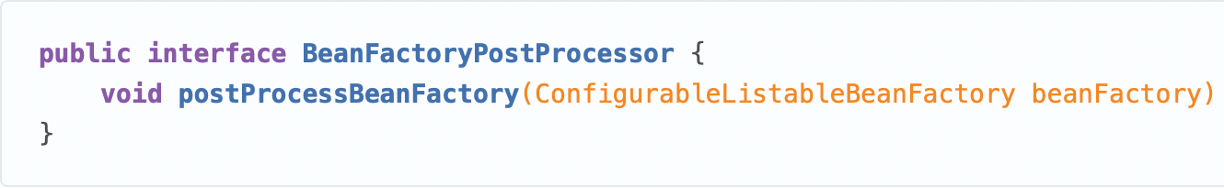 public interface BeanFactoryPostProcessor {
    void postProcessBeanFactory(ConfigurableListableBeanFactory beanFactory)
}